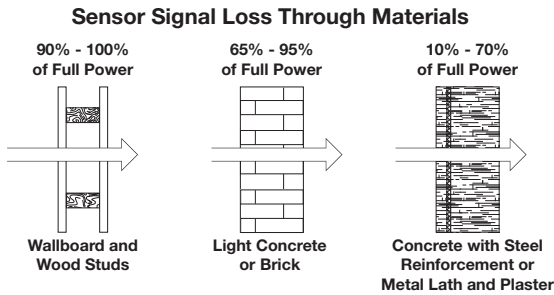 Sensor Signal Loss Through Materials
90% - 100%
of Full Power
65% - 95%
of Full Power
10% - 70%
of Full Power
Wallboard and
Wood Studs
Light Concrete
or Brick
Concrete with Steel
Reinforcement or
Metal Lath and Plaster